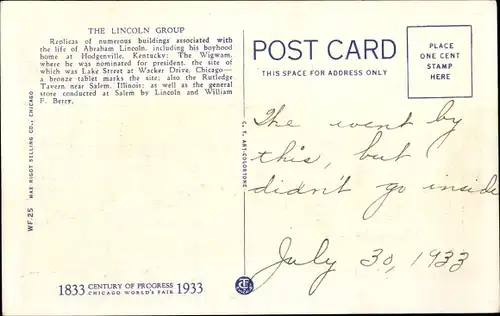 THE LINCOLN GROUP
Replicas of numerous buildings associated with
the life of Abraham Lincoln, including his boyhood
home at Hodgenville, Kentucky; The Wigwam,
where he was nominated for president, the site of
which was Lake Street at Wacker Drive, Chicago—
a bronze tablet marks the site; also the Rutledge
Tavern near Salem, Illinois; as well as the general
store conducted at Salem by Lincoln and William
F. Berry.
WF-25 MAX RIGOT SELLING CO., CHICAGO
1833 CENTURY OF PROGRESS 1933
CHICAGO WORLD'S FAIR
C. T. ART-COLORTONE
POST CARD
THIS SPACE FOR ADDRESS ONLY
PLACE
ONE CENT
STAMP
HERE
The went by
this, but
didn't go inside
July 30, 1933